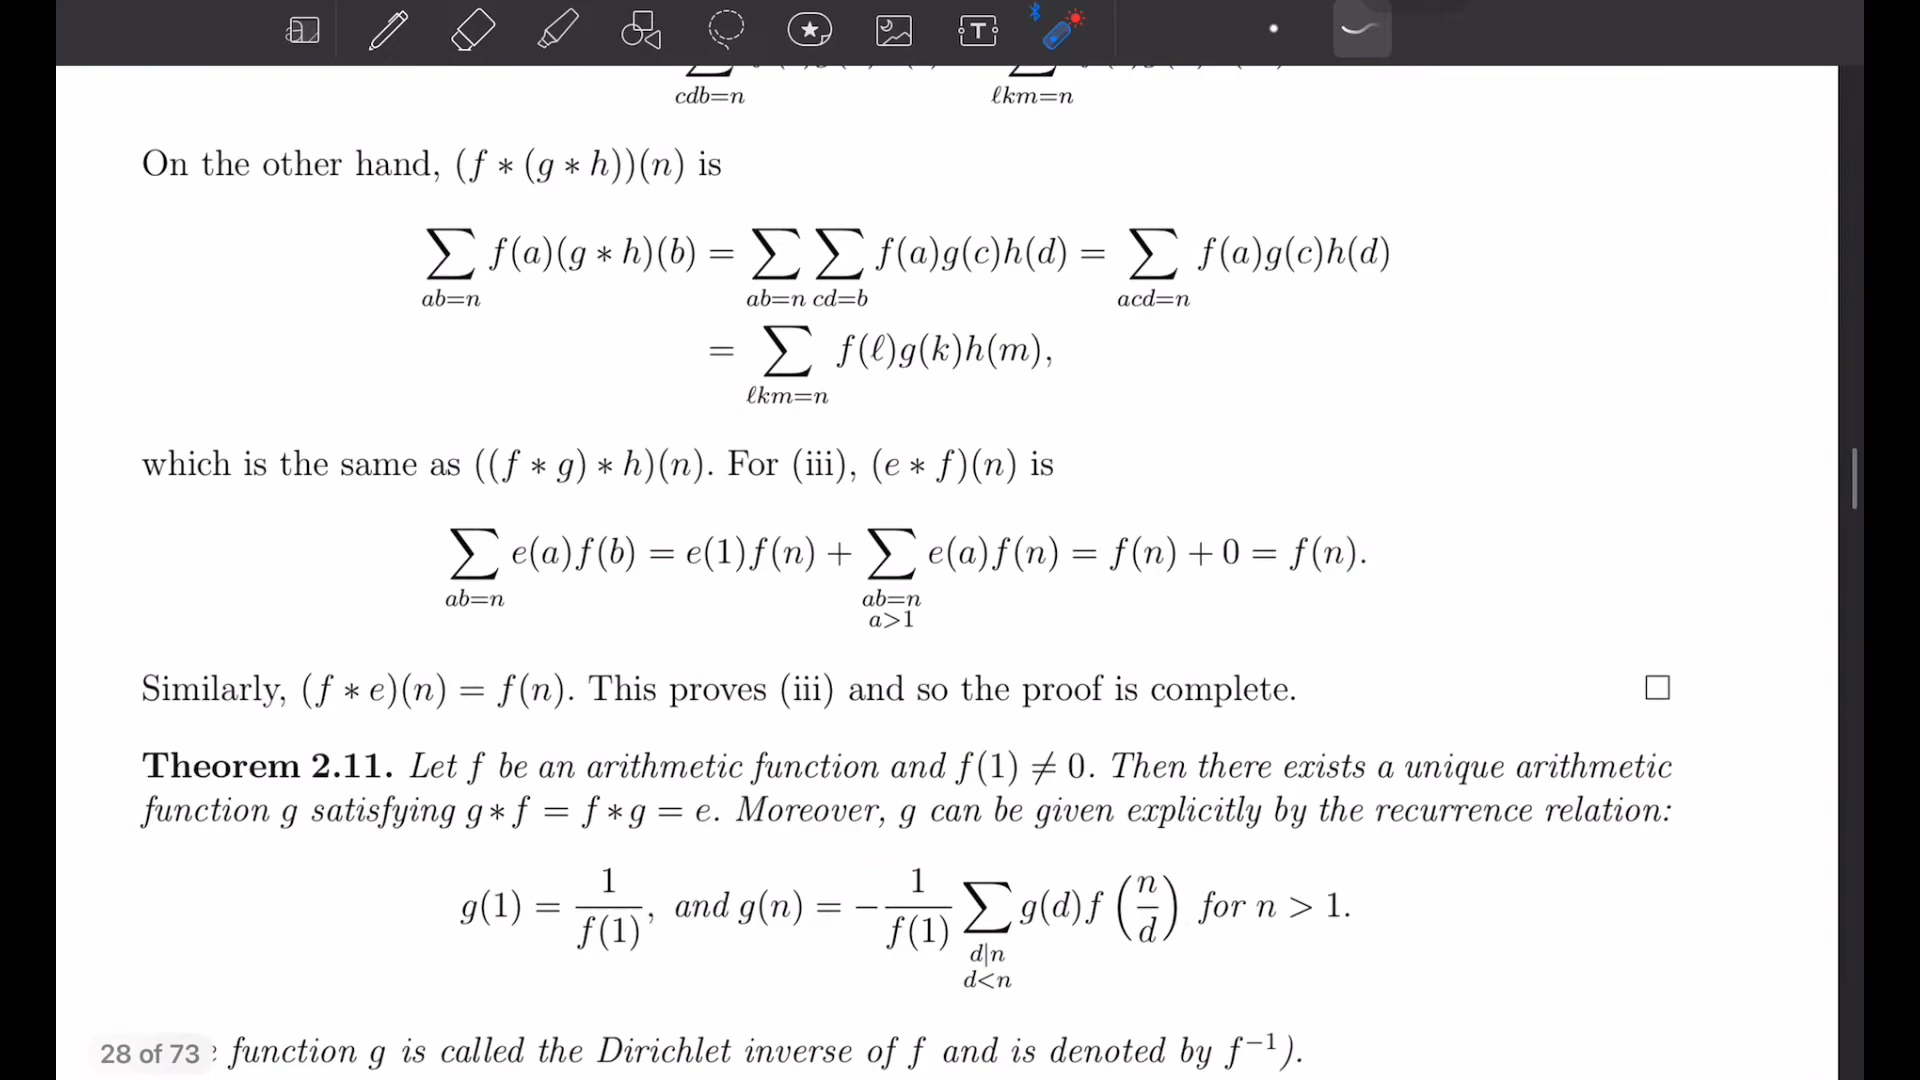 cdb=n ℓkm=n
On the other hand, (f ∗ (g ∗ h))(n) is
∑_{ab=n} f(a)(g ∗ h)(b) = ∑_{ab=n} ∑_{cd=b} f(a)g(c)h(d) = ∑_{acd=n} f(a)g(c)h(d)
= ∑_{ℓkm=n} f(ℓ)g(k)h(m),
which is the same as ((f ∗ g) ∗ h)(n). For (iii), (e ∗ f)(n) is
∑_{ab=n} e(a)f(b) = e(1)f(n) + ∑_{ab=n, a>1} e(a)f(n) = f(n) + 0 = f(n).
Similarly, (f ∗ e)(n) = f(n). This proves (iii) and so the proof is complete. □
Theorem 2.11. Let f be an arithmetic function and f(1) ≠ 0. Then there exists a unique arithmetic
function g satisfying g ∗ f = f ∗ g = e. Moreover, g can be given explicitly by the recurrence relation:
g(1) = 1/f(1), and g(n) = −1/f(1) ∑_{d|n, d<n} g(d)f(n/d) for n > 1.
28 of 73 function g is called the Dirichlet inverse of f and is denoted by f⁻¹).